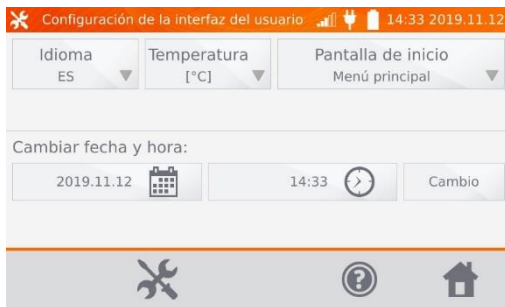 Configuración de la interfaz del usuario 14:33 2019.11.12
Idioma
ES
Temperatura
[°C]
Pantalla de inicio
Menú principal
Cambiar fecha y hora:
2019.11.12
14:33
Cambio